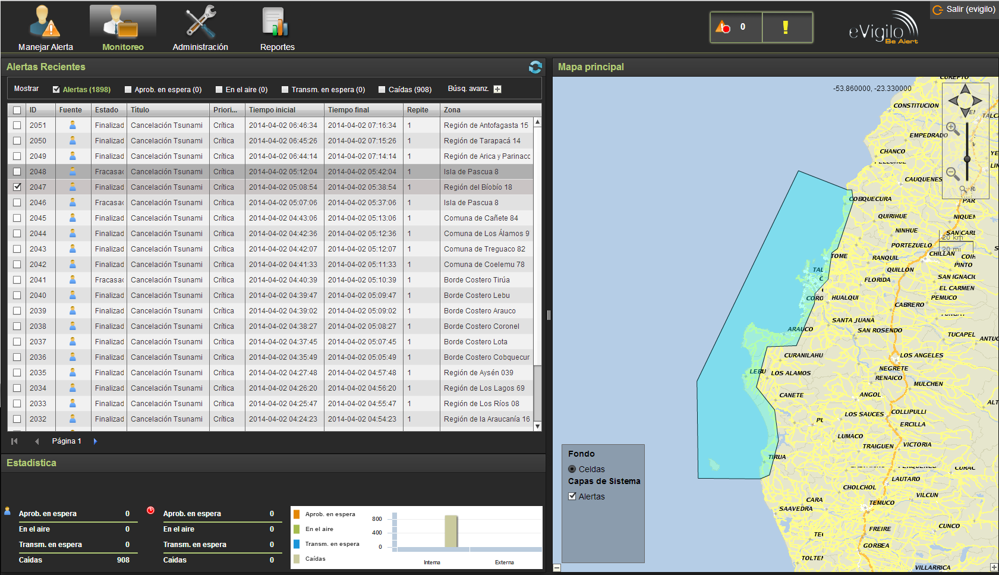 Manejar Alerta
Monitoreo
Administración
Reportes
0
!
eVigilo
Be Alert
Salir (evigilo)
Alertas Recientes
Mostrar Alertas (1898) Aprob. en espera (0) En el aire (0) Transm. en espera (0) Caídas (908) Búsq. avanz.
ID Fuente Estado Título Priori... Tiempo inicial Tiempo final Repite Zona
2051 Finalizad Cancelación Tsunami Crítica 2014-04-02 06:46:34 2014-04-02 07:16:34 1 Región de Antofagasta 15
2050 Finalizad Cancelación Tsunami Crítica 2014-04-02 06:45:26 2014-04-02 07:15:26 1 Región de Tarapacá 14
2049 Finalizad Cancelación Tsunami Crítica 2014-04-02 06:44:14 2014-04-02 07:14:14 1 Región de Arica y Parinacc
2048 Fracasac Cancelación Tsunami Crítica 2014-04-02 05:12:04 2014-04-02 05:42:04 1 Isla de Pascua 8
2047 Finalizad Cancelación Tsunami Crítica 2014-04-02 05:08:54 2014-04-02 05:38:54 1 Región del Bíobío 18
2046 Fracasac Cancelación Tsunami Crítica 2014-04-02 05:07:06 2014-04-02 05:37:06 1 Isla de Pascua 8
2045 Finalizad Cancelación Tsunami Crítica 2014-04-02 04:43:06 2014-04-02 05:13:06 1 Comuna de Cañete 84
2044 Finalizad Cancelación Tsunami Crítica 2014-04-02 04:42:36 2014-04-02 05:12:36 1 Comuna de Los Álamos 9
2043 Finalizad Cancelación Tsunami Crítica 2014-04-02 04:42:07 2014-04-02 05:12:07 1 Comuna de Treguaco 82
2042 Finalizad Cancelación Tsunami Crítica 2014-04-02 04:41:33 2014-04-02 05:11:33 1 Comuna de Coelemu 78
2041 Fracasac Cancelación Tsunami Crítica 2014-04-02 04:40:39 2014-04-02 05:10:39 1 Borde Costero Tirúa
2040 Finalizad Cancelación Tsunami Crítica 2014-04-02 04:39:47 2014-04-02 05:09:47 1 Borde Costero Lebu
2039 Finalizad Cancelación Tsunami Crítica 2014-04-02 04:39:02 2014-04-02 05:09:02 1 Borde Costero Arauco
2038 Finalizad Cancelación Tsunami Crítica 2014-04-02 04:38:27 2014-04-02 05:08:27 1 Borde Costero Coronel
2037 Finalizad Cancelación Tsunami Crítica 2014-04-02 04:37:45 2014-04-02 05:07:45 1 Borde Costero Lota
2036 Finalizad Cancelación Tsunami Crítica 2014-04-02 04:35:49 2014-04-02 05:05:49 1 Borde Costero Cobquecur
2035 Finalizad Cancelación Tsunami Crítica 2014-04-02 04:27:48 2014-04-02 04:57:48 1 Región de Aysén 039
2034 Finalizad Cancelación Tsunami Crítica 2014-04-02 04:26:20 2014-04-02 04:56:20 1 Región de Los Lagos 69
2033 Finalizad Cancelación Tsunami Crítica 2014-04-02 04:25:47 2014-04-02 04:55:47 1 Región de Los Ríos 08
2032 Finalizad Cancelación Tsunami Crítica 2014-04-02 04:24:23 2014-04-02 04:54:23 1 Región de la Araucanía 16
Página 1
Estadística
Aprob. en espera 0
En el aire 0
Transm. en espera 0
Caídas 908
Aprob. en espera 0
En el aire 0
Transm. en espera 0
Caídas 0
Aprob. en espera
En el aire
Transm. en espera
Caídas
800
400
0
Interna
Externa
Mapa principal
-53.860000, -23.330000
CUREPTO
CONSTITUCION
TALC
EMPEDRADO
CHANCO
YE
PELLUHUE
LIN
CAUQUENES
COBQUECURA
PAR
QUIRIHUE
NIQUEN
NINHUE
SAN CARL
20 km
20 mi
PORTEZUELO
CHILLAN
COIH
TOME
RANQUIL
PINTO
TAL
QUILLON
FLORIDA
SAN IGNACIO
EL CARMEN
CORO
HUALQUI
PEMUCO
CABRERO
YUNGAY
SANTA JUANA
ARAUCO
SAN ROSENDO
TUCAPEL
ANTUC
CURANILAHU
LOS ANGELES
LEBU
LOS ALAMOS
NEGRETE
RENAICO
MULCHEN
CANETE
ANGOL
ALT
LOS SAUCES
COLLIPULLI
PU
ERCILLA
LUMACO
TRAIGUEN
VICTORIA
TIRUA
GALVARINO
PERQUENCO
CURAC
LAUTARO
CHOLCHOL
VILCUN
CARA
TEMUCO
SAAVEDRA
FREIRE
CUNCO
TEO
GORBEA
TOLTEN
VILLARRICA
Fondo
Celdas
Capas de Sistema
Alertas